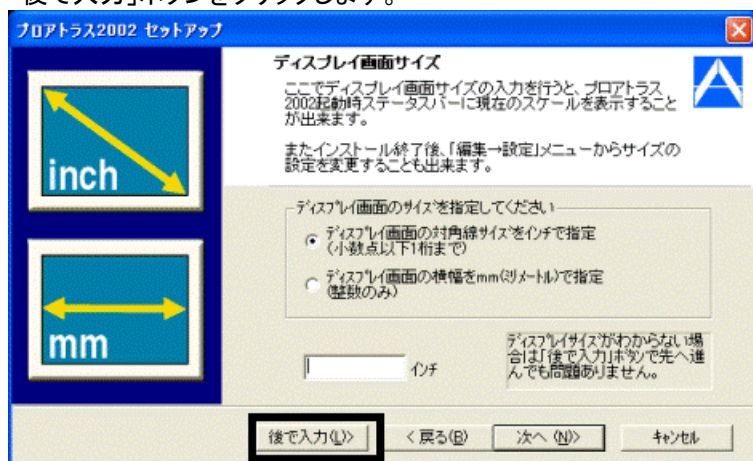 後で入力」ボタンをクリックします。
プロアトラス2002 セットアップ
ディスプレイ画面サイズ
ここでディスプレイ画面サイズの入力を行うと、プロアトラス
2002起動時ステータスバーに現在のスケールを表示すること
が出来ます。
またインストール終了後、「編集→設定」メニューからサイズの
設定を変更することも出来ます。
inch
mm
ディスプレイ画面のサイズを指定してください
ディスプレイ画面の対角線サイズをインチで指定
(小数点以下1桁まで)
ディスプレイ画面の横幅をmm(ミリメートル)で指定
(整数のみ)
インチ
ディスプレイサイズがわからない場
合は「後で入力」ボタンで先へ進
んでも問題ありません。
後で入力(L)>
< 戻る(B)
次へ (N)>
キャンセル